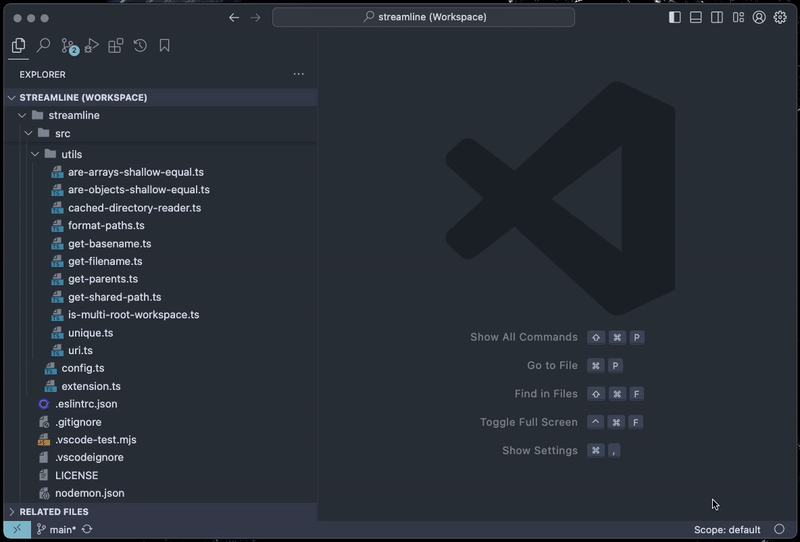 streamline (Workspace)
2
EXPLORER
STREAMLINE (WORKSPACE)
streamline
src
utils
are-arrays-shallow-equal.ts
are-objects-shallow-equal.ts
cached-directory-reader.ts
format-paths.ts
get-basename.ts
get-filename.ts
get-parents.ts
get-shared-path.ts
is-multi-root-workspace.ts
unique.ts
uri.ts
config.ts
extension.ts
.eslintrc.json
.gitignore
.vscode-test.mjs
.vscodeignore
LICENSE
nodemon.json
RELATED FILES
main*
Show All Commands ⇧ ⌘ P
Go to File ⌘ P
Find in Files ⇧ ⌘ F
Toggle Full Screen ^ ⌘ F
Show Settings ⌘ ,
Scope: default